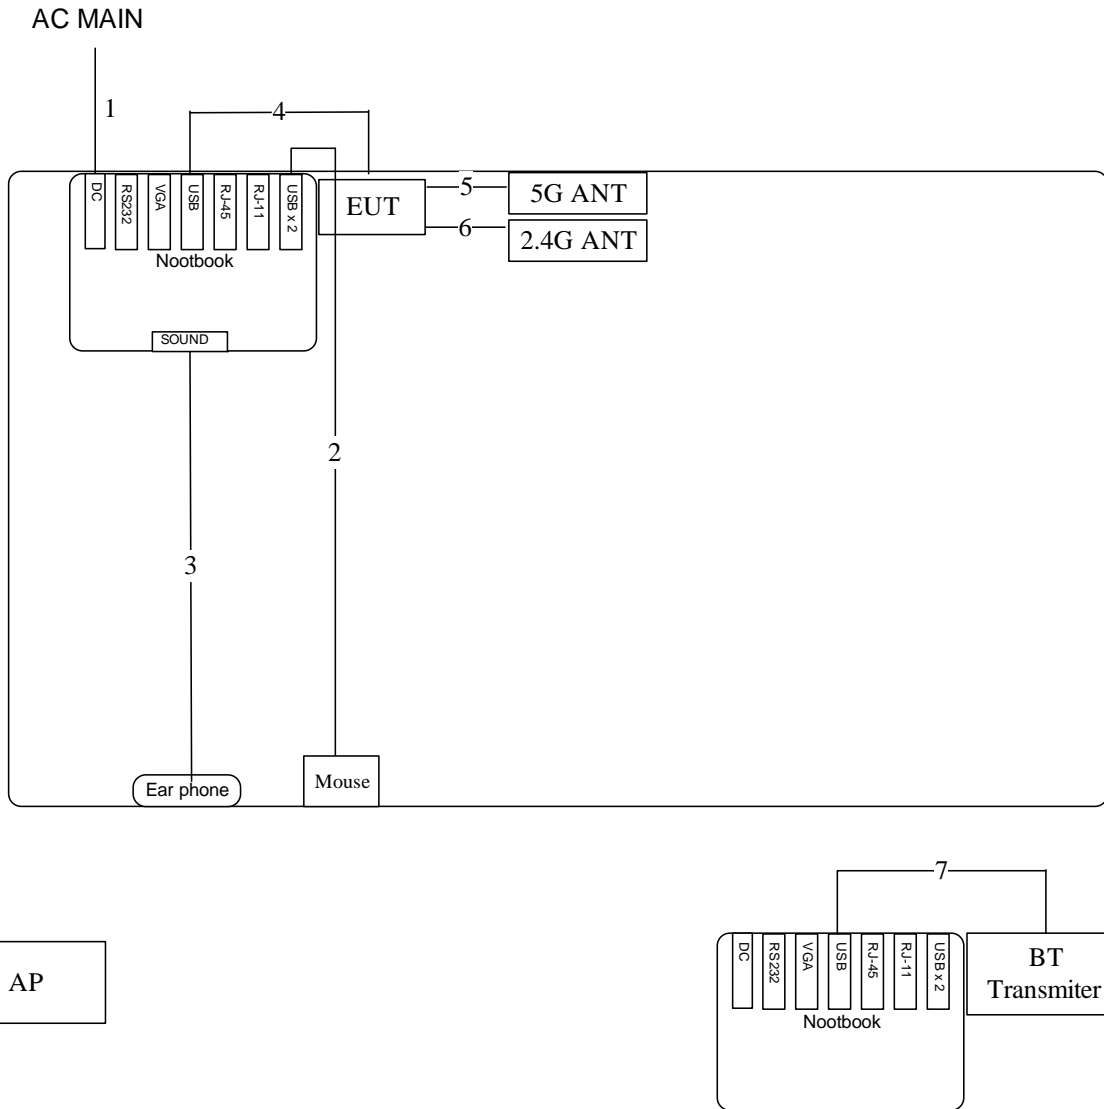 AC MAIN
1
4
DC
RS232
VGA
USB
RJ-45
RJ-11
USB x 2
Nootbook
SOUND
EUT
5
5G ANT
6
2.4G ANT
2
3
Ear phone
Mouse
7
AP
DC
RS232
VGA
USB
RJ-45
RJ-11
USB x 2
Nootbook
BT
Transmiter